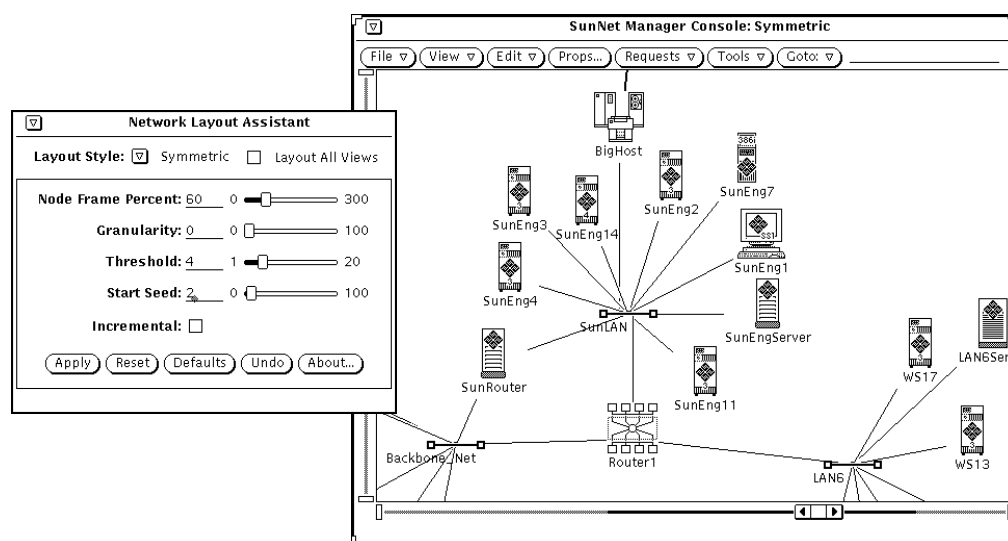 SunNet Manager Console: Symmetric
File View Edit Props... Requests Tools Goto:
BigHost
386i
SunEng3
SunEng14
SunEng2
SunEng7
SS1
SunEng1
SunEng4
SunLAN
SunEngServer
SunRouter
SunEng11
WS17
LAN6Ser
Backbone_Net
Router1
LAN6
WS13
Network Layout Assistant
Layout Style: Symmetric Layout All Views
Node Frame Percent: 60 0 300
Granularity: 0 0 100
Threshold: 4 1 20
Start Seed: 2 0 100
Incremental:
Apply Reset Defaults Undo About...